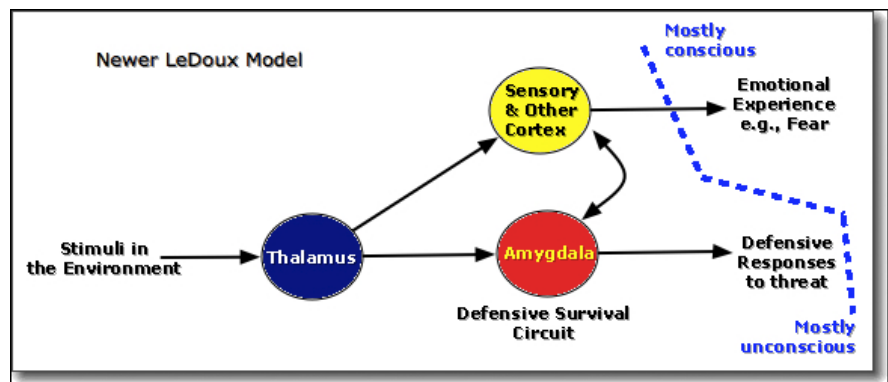 Newer LeDoux Model
Mostly
conscious
Sensory
& Other
Cortex
Emotional
Experience
e.g., Fear
Stimuli in
the Environment
Thalamus
Amygdala
Defensive Survival
Circuit
Defensive
Responses
to threat
Mostly
unconscious